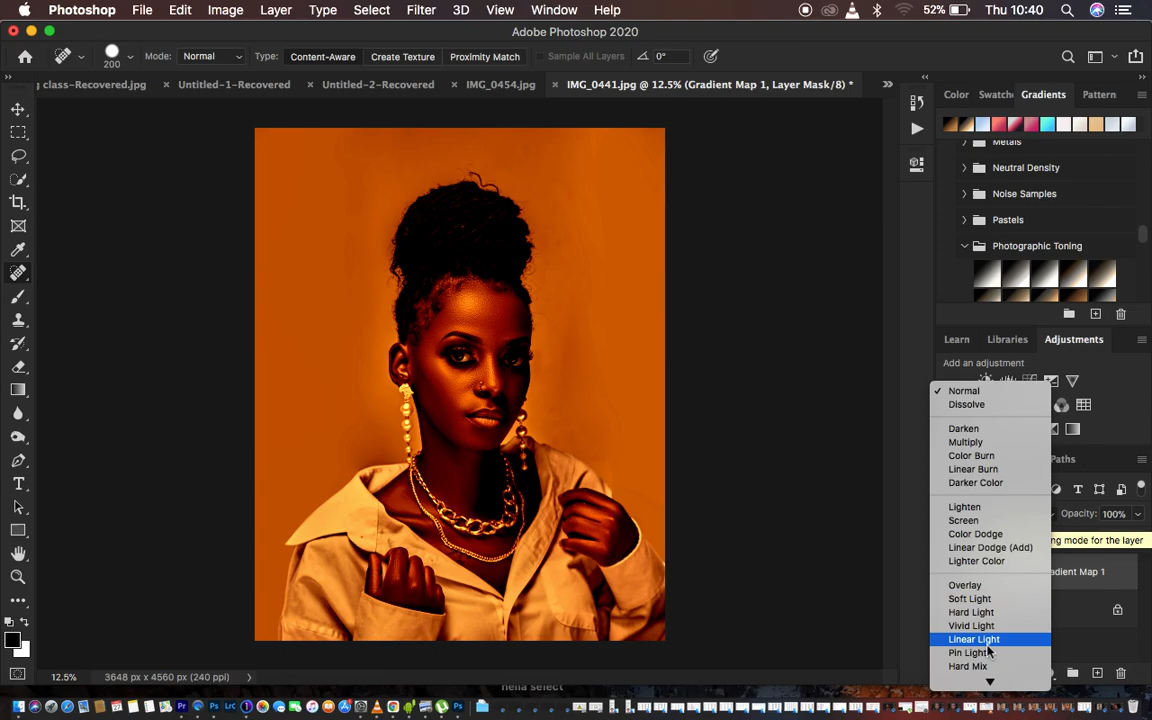 Photoshop File Edit Image Layer Type Select Filter 3D View Window Help 52% Thu 10:40
Adobe Photoshop 2020
200 Mode: Normal Type: Content-Aware Create Texture Proximity Match Sample All Layers 0°
g class-Recovered.jpg × Untitled-1-Recovered × Untitled-2-Recovered × IMG_0454.jpg × IMG_0441.jpg @ 12.5% (Gradient Map 1, Layer Mask/8) *
Color Swatch Gradients Pattern
Metals
Neutral Density
Noise Samples
Pastels
Photographic Toning
Learn Libraries Adjustments
Add an adjustment
Normal
Dissolve
Darken
Multiply
Color Burn
Linear Burn
Darker Color
Lighten
Screen
Color Dodge
Linear Dodge (Add)
Lighter Color
Overlay
Soft Light
Hard Light
Vivid Light
Linear Light
Pin Light
Hard Mix
Paths
Opacity: 100%
ng mode for the layer
adient Map 1
12.5% 3648 px x 4560 px (240 ppi)
hella select